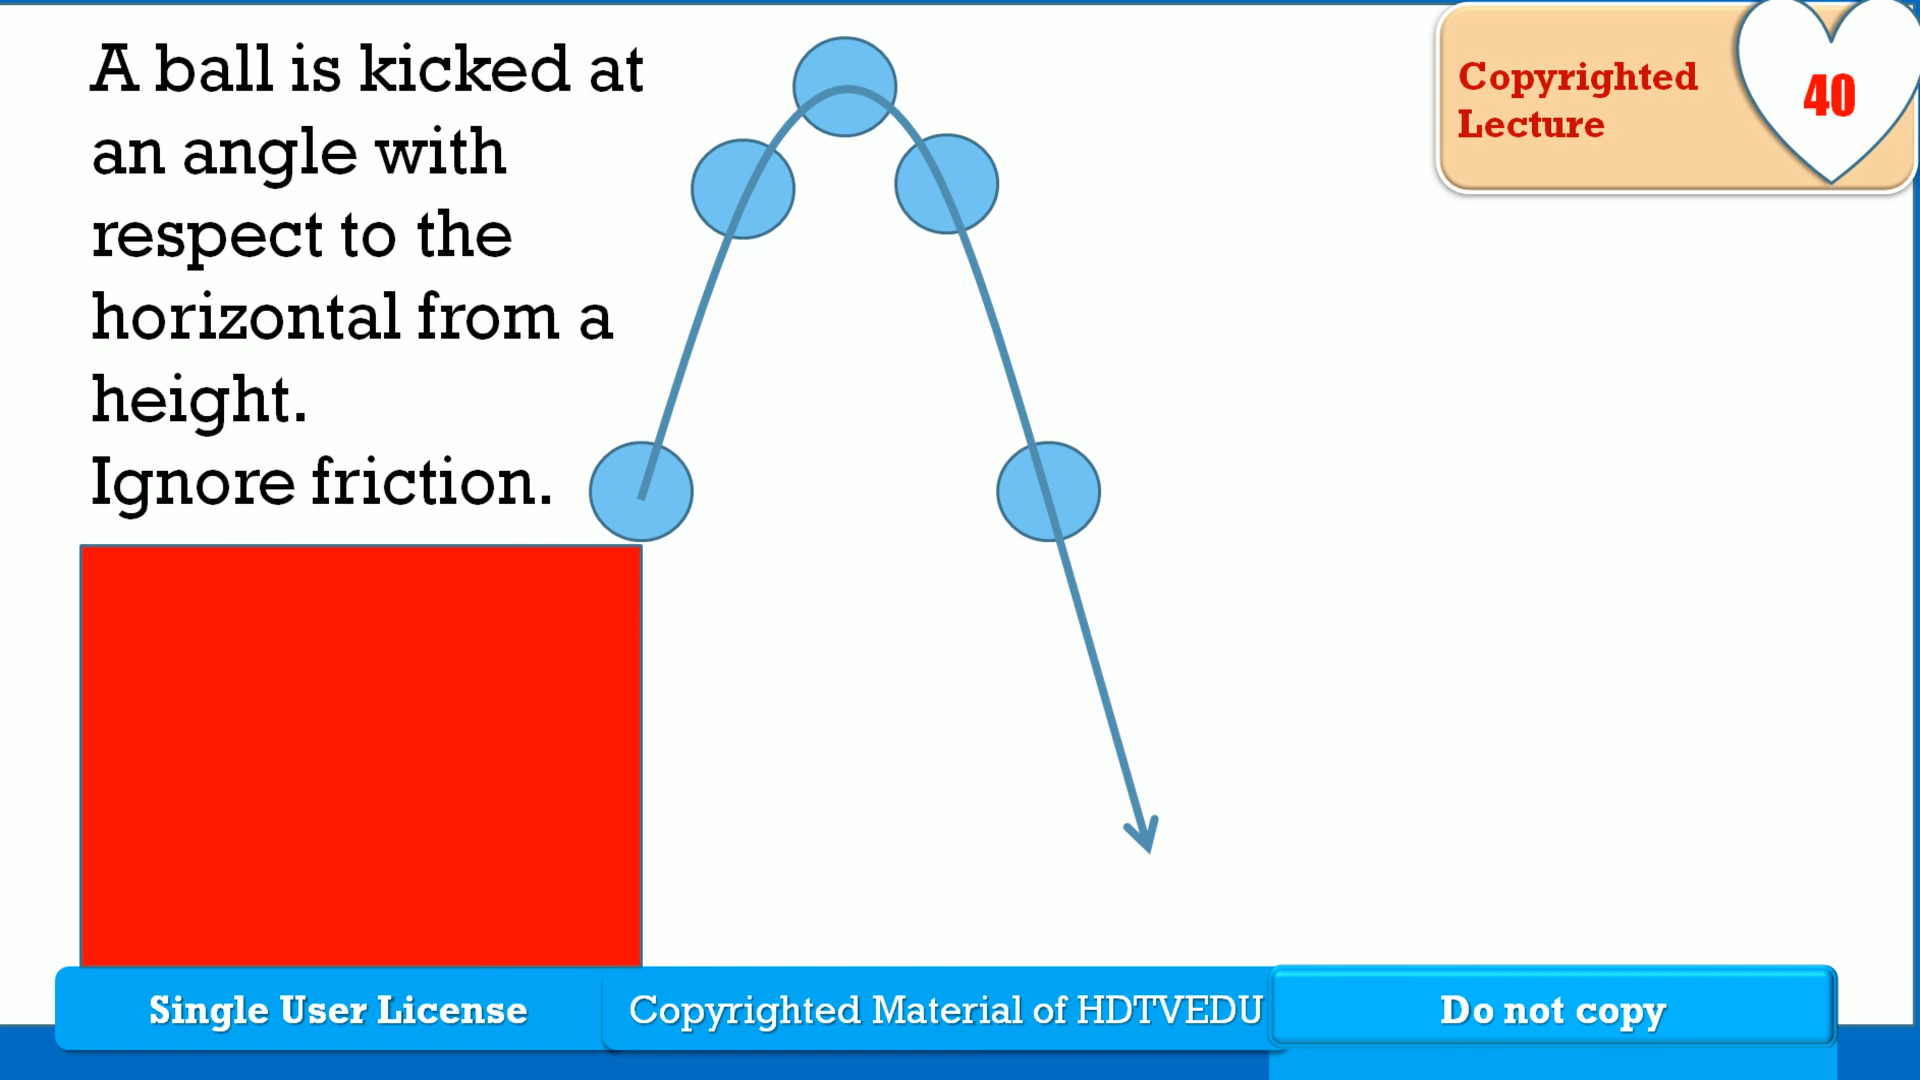 A ball is kicked at
an angle with
respect to the
horizontal from a
height.
Ignore friction.
Copyrighted
Lecture
40
Single User License
Copyrighted Material of HDTVEDU
Do not copy